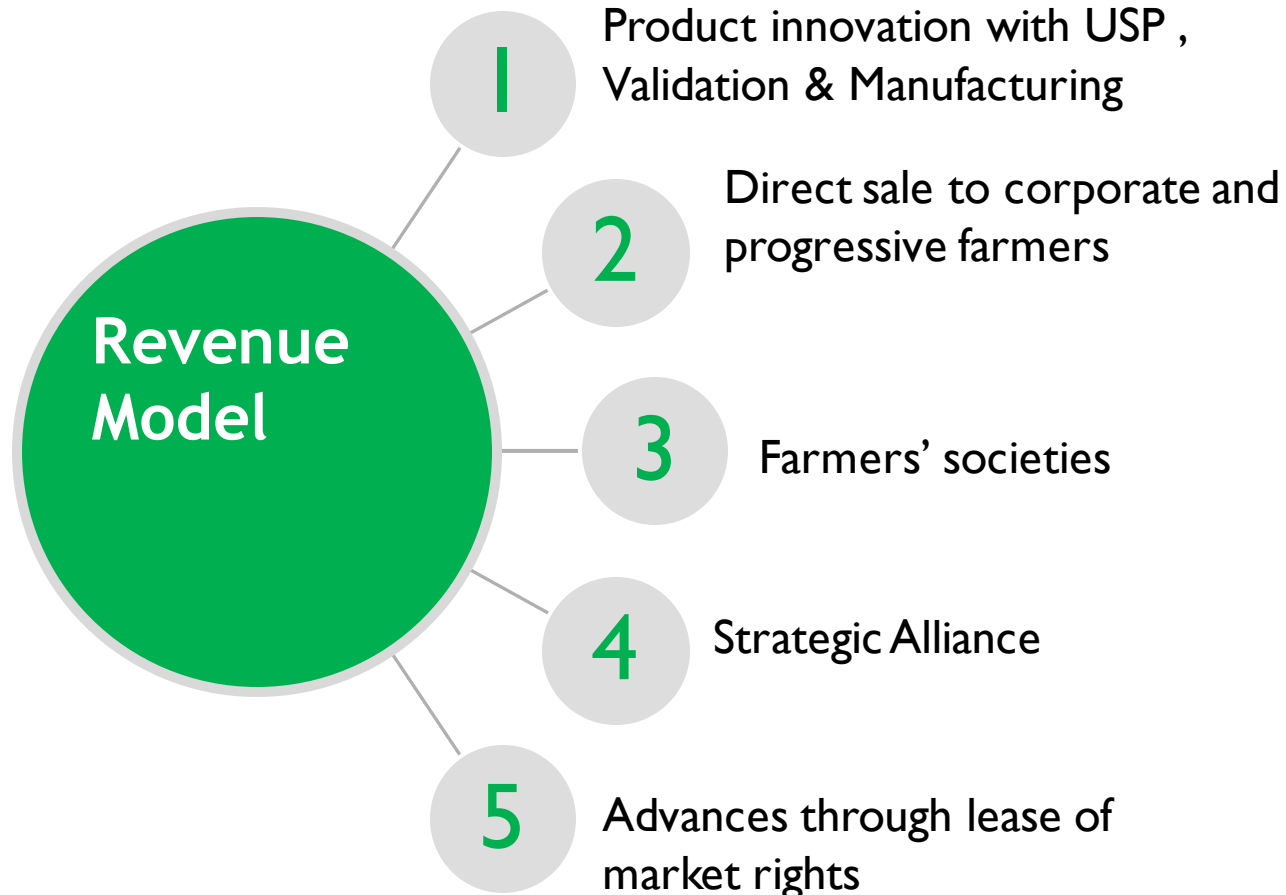 1
Product innovation with USP ,
Validation & Manufacturing
2
Direct sale to corporate and
progressive farmers
Revenue
Model
3
Farmers’ societies
4
Strategic Alliance
5
Advances through lease of
market rights